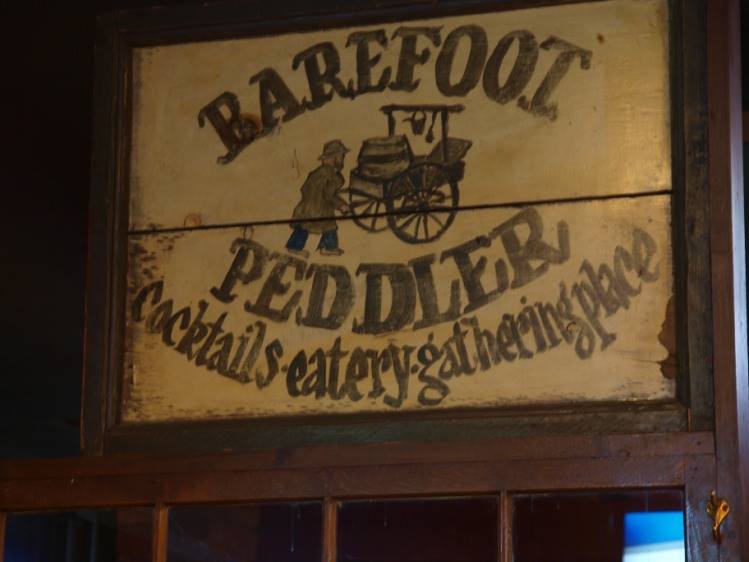 BAREFOOT
PEDDLER
cocktails·eatery·gathering place